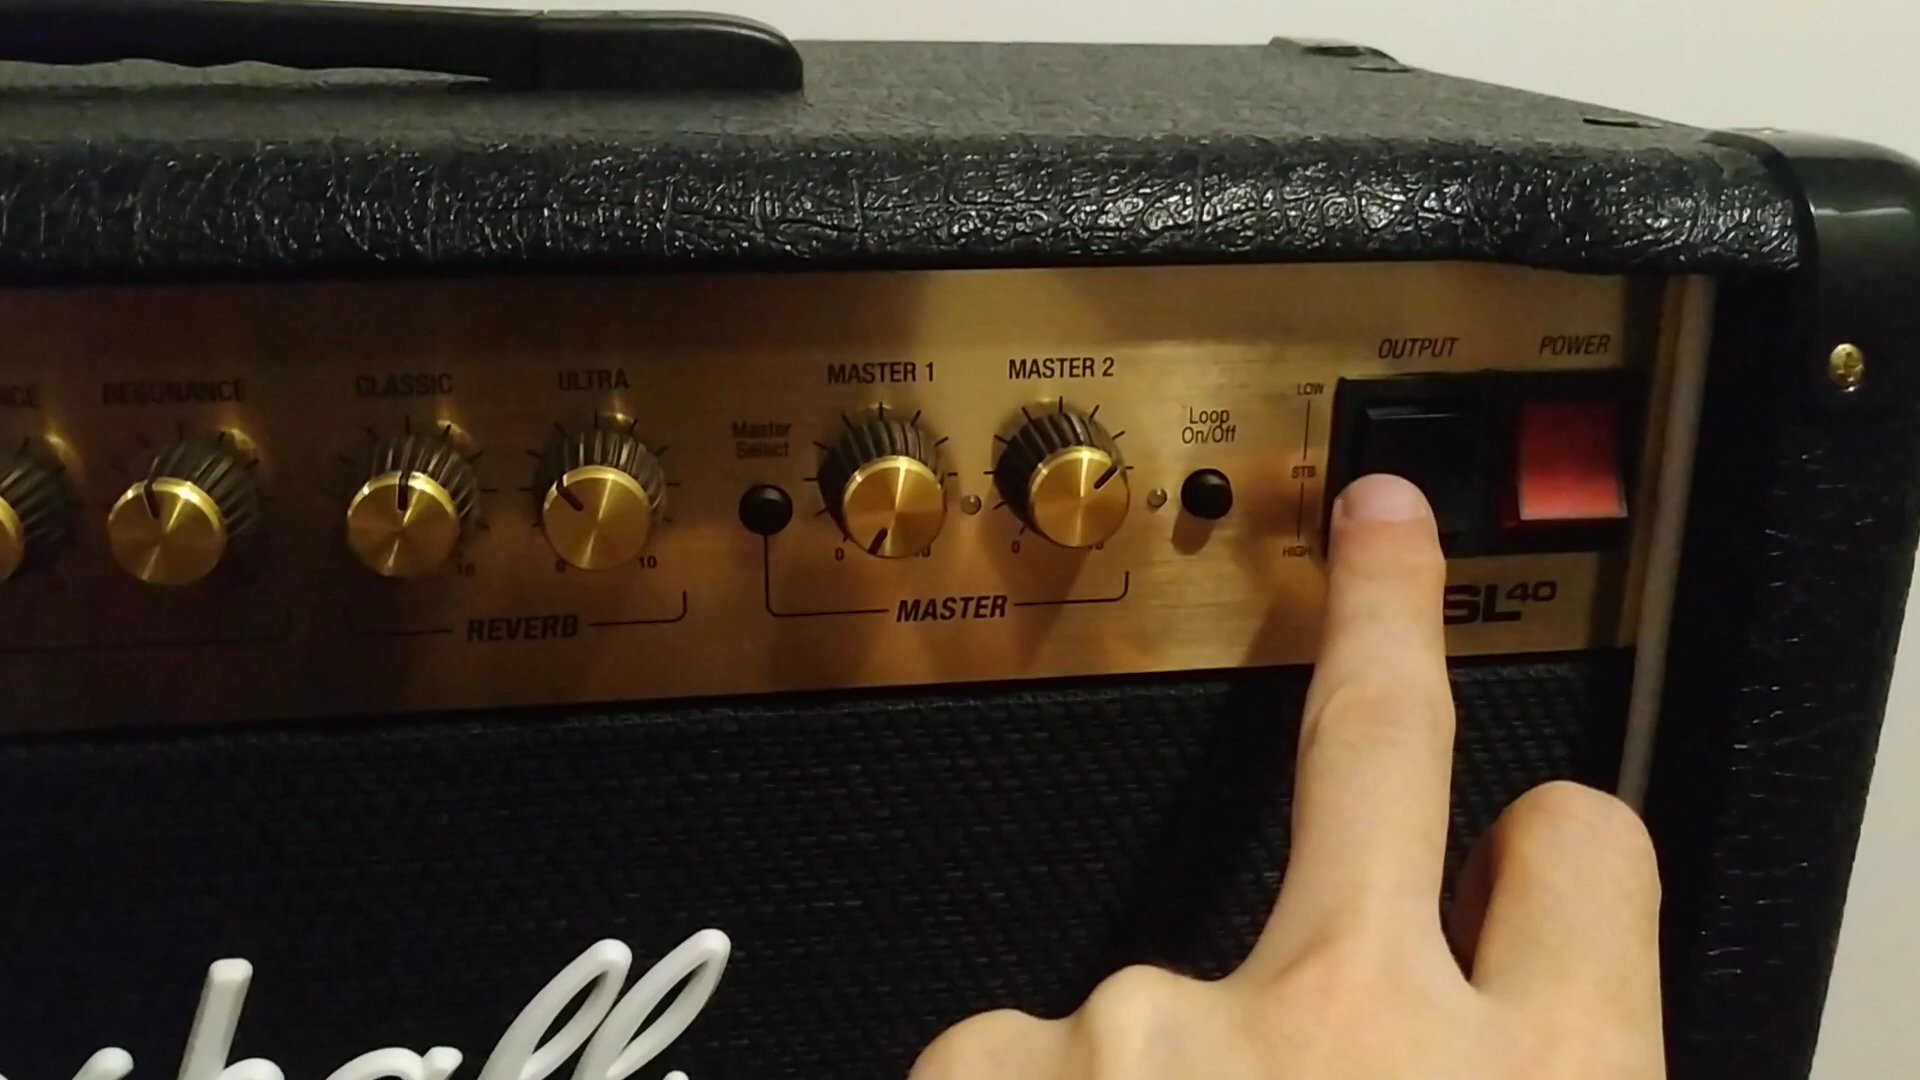 RESONANCE
CLASSIC
ULTRA
MASTER 1
MASTER 2
OUTPUT
POWER
Master
Select
Loop
On/Off
LOW
STB
HIGH
10
0
10
0
0
REVERB
MASTER
SL40